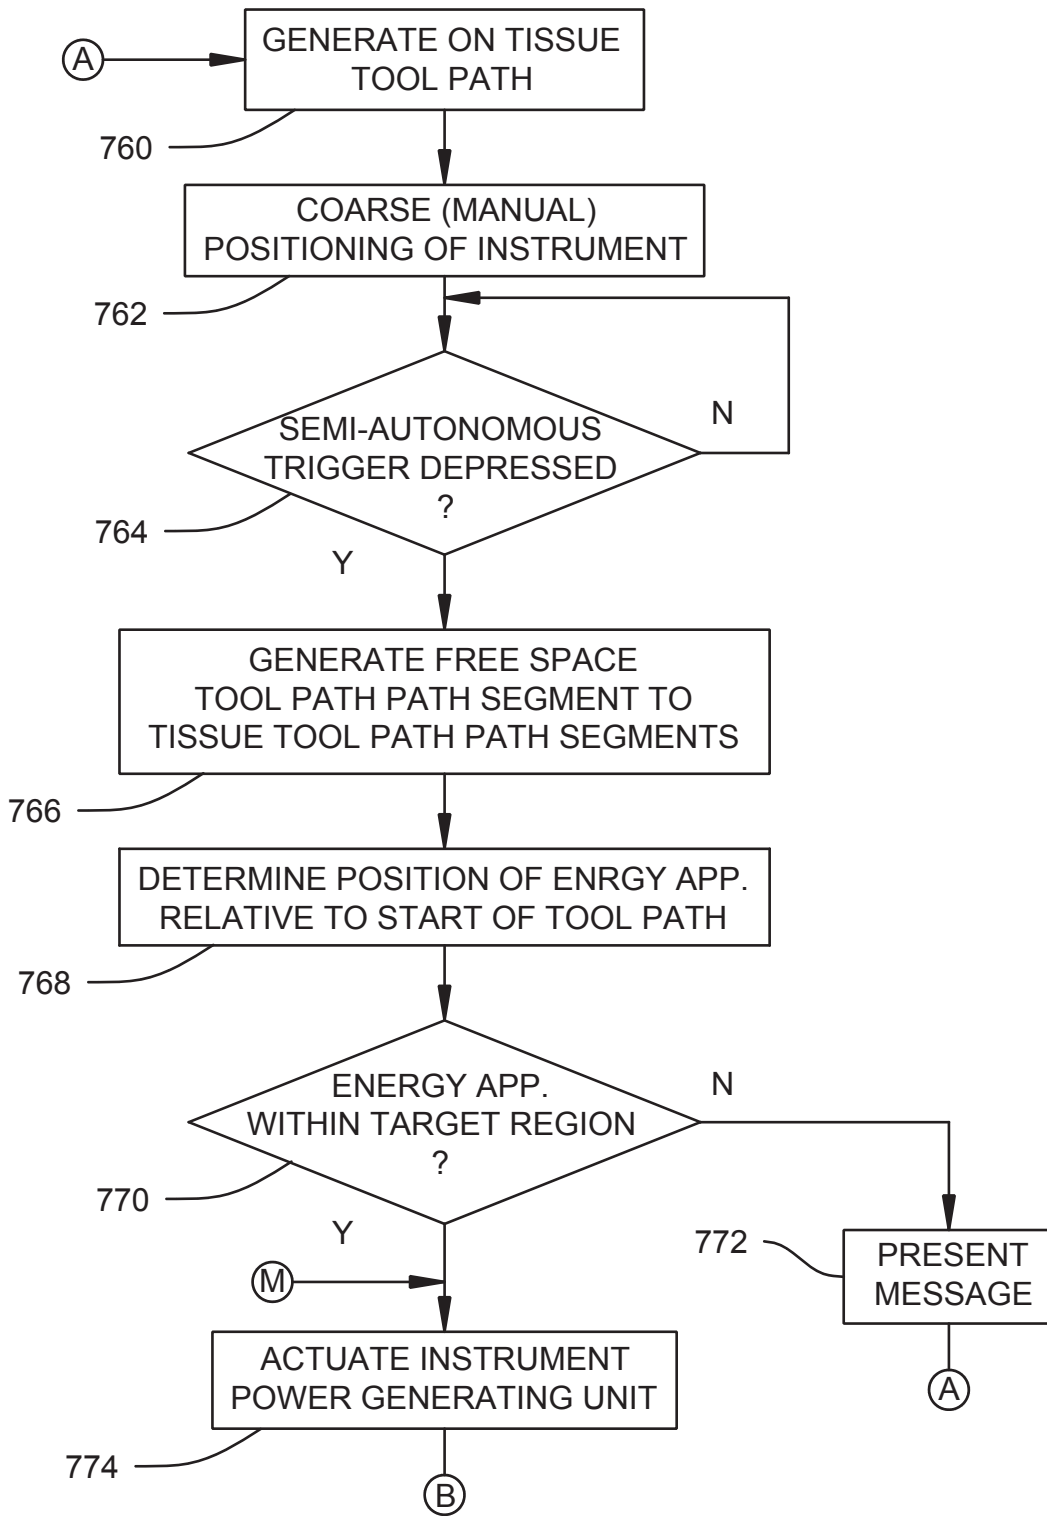 GENERATE ON TISSUE
TOOL PATH
A
760
COARSE (MANUAL)
POSITIONING OF INSTRUMENT
762
SEMI-AUTONOMOUS
TRIGGER DEPRESSED
?
N
764
Y
GENERATE FREE SPACE
TOOL PATH PATH SEGMENT TO
TISSUE TOOL PATH PATH SEGMENTS
766
DETERMINE POSITION OF ENRGY APP.
RELATIVE TO START OF TOOL PATH
768
ENERGY APP.
WITHIN TARGET REGION
?
N
770
Y
772
PRESENT
MESSAGE
M
ACTUATE INSTRUMENT
POWER GENERATING UNIT
A
774
B